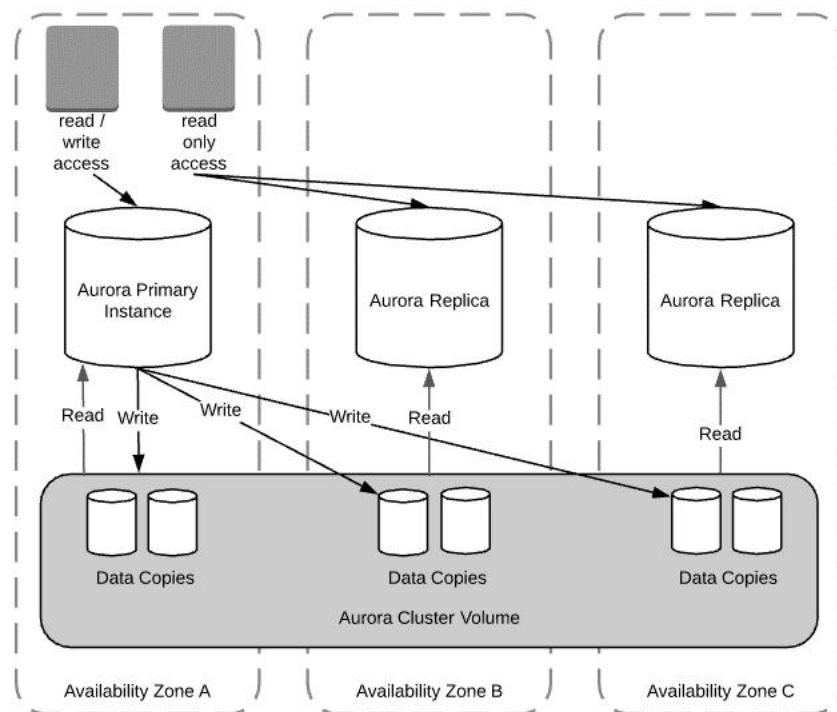 read /
write
access
read
only
access
Aurora Primary
Instance
Aurora Replica
Aurora Replica
Read
Write
Write
Read
Write
Read
Data Copies
Data Copies
Data Copies
Aurora Cluster Volume
Availability Zone A
Availability Zone B
Availability Zone C